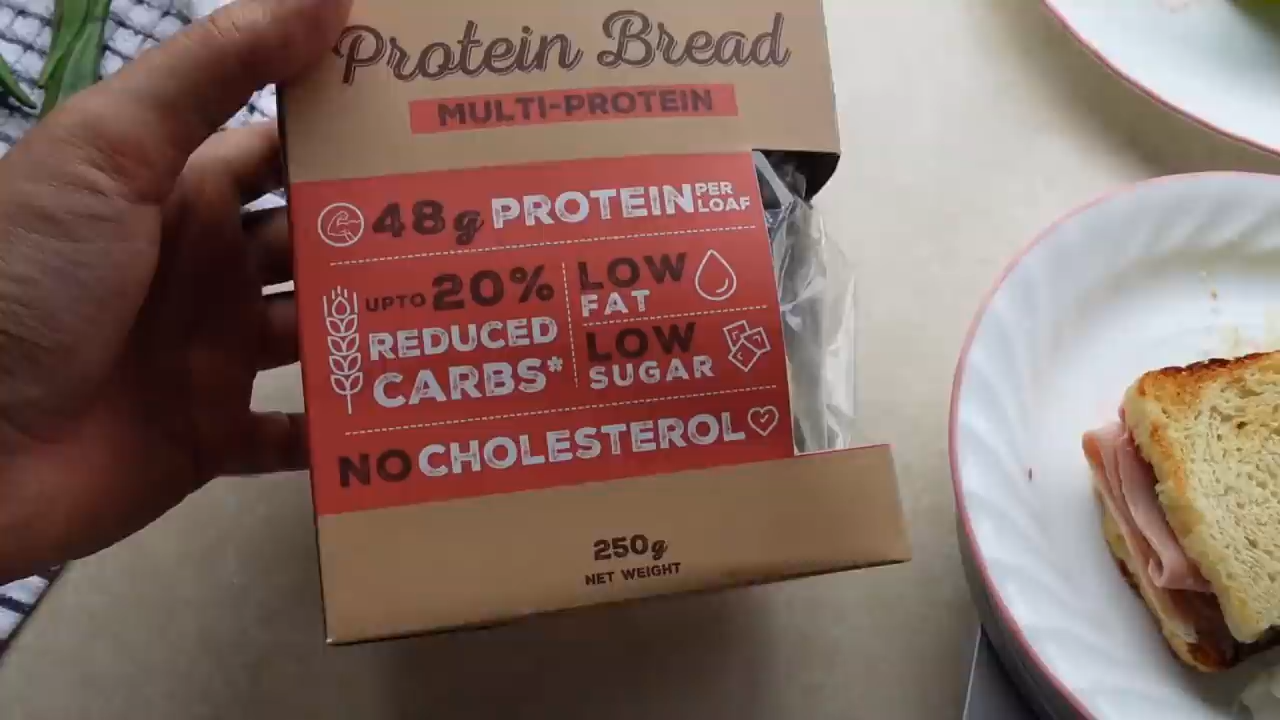 Protein Bread
MULTI-PROTEIN
48g PROTEIN PER LOAF
UPTO 20%
REDUCED
CARBS*
LOW
FAT
LOW
SUGAR
NO CHOLESTEROL
250g
NET WEIGHT